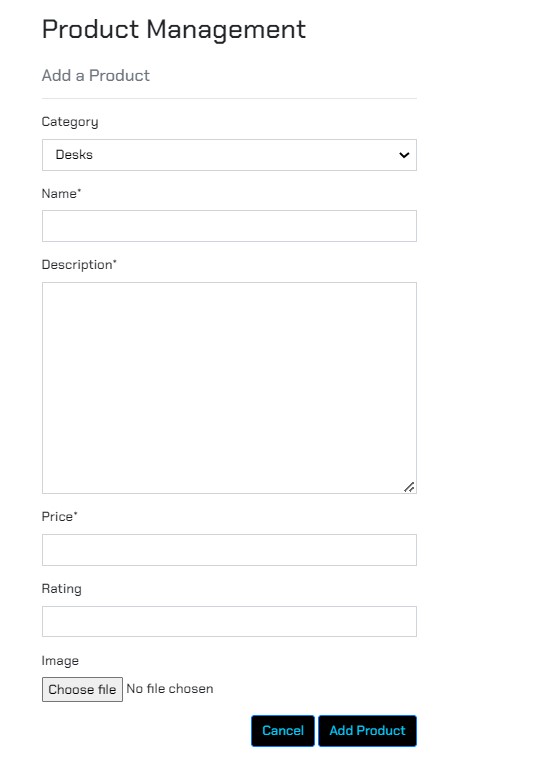 Product Management
Add a Product
Category
Desks
Name*
Description*
Price*
Rating
Image
Choose file No file chosen
Cancel Add Product